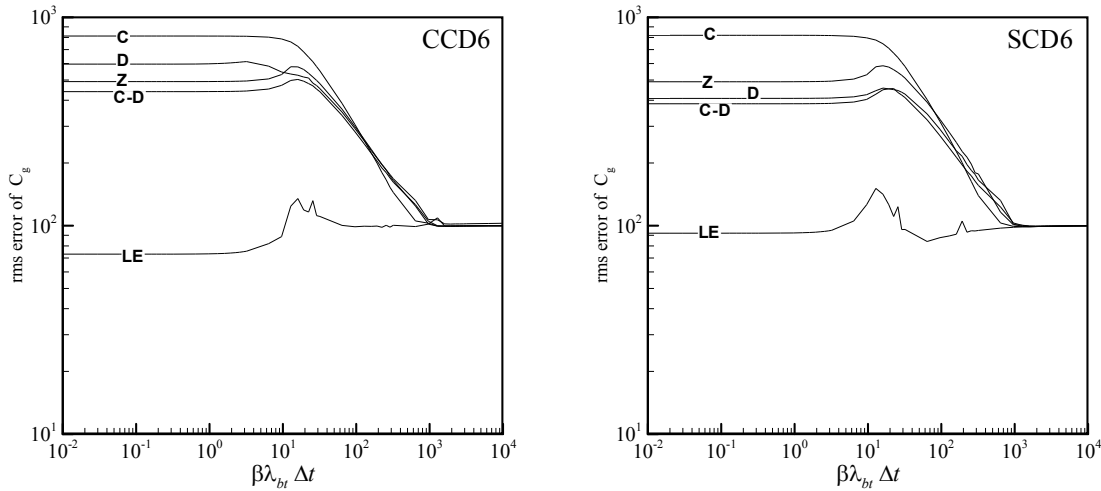 CCD6
10³
C
D
Z
C-D
LE
10²
10¹
rms error of C_g
10⁻² 10⁻¹ 10⁰ 10¹ 10² 10³ 10⁴
βλ_bt Δt
SCD6
10³
C
Z
D
C-D
LE
10²
10¹
rms error of C_g
10⁻² 10⁻¹ 10⁰ 10¹ 10² 10³ 10⁴
βλ_bt Δt